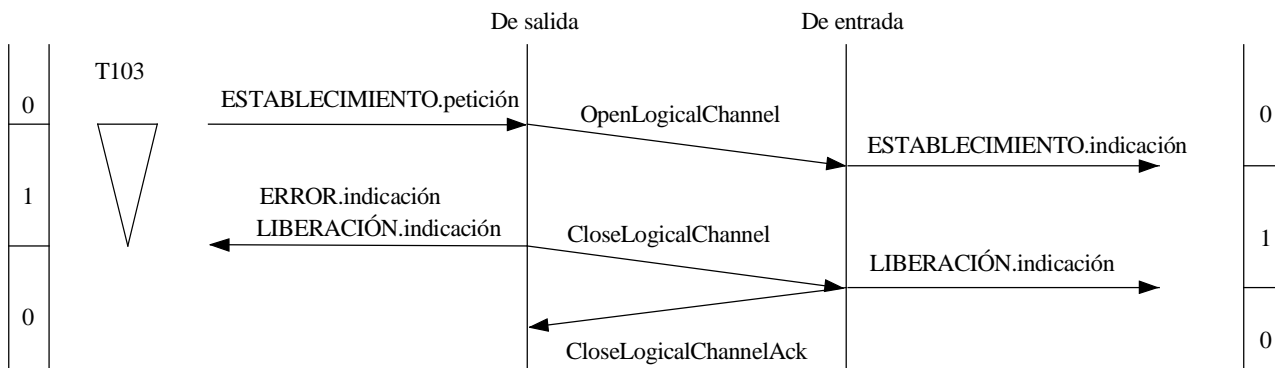 De salida
De entrada
T103
0
ESTABLECIMIENTO.petición
OpenLogicalChannel
0
ESTABLECIMIENTO.indicación
1
ERROR.indicación
LIBERACIÓN.indicación
CloseLogicalChannel
1
LIBERACIÓN.indicación
0
CloseLogicalChannelAck
0